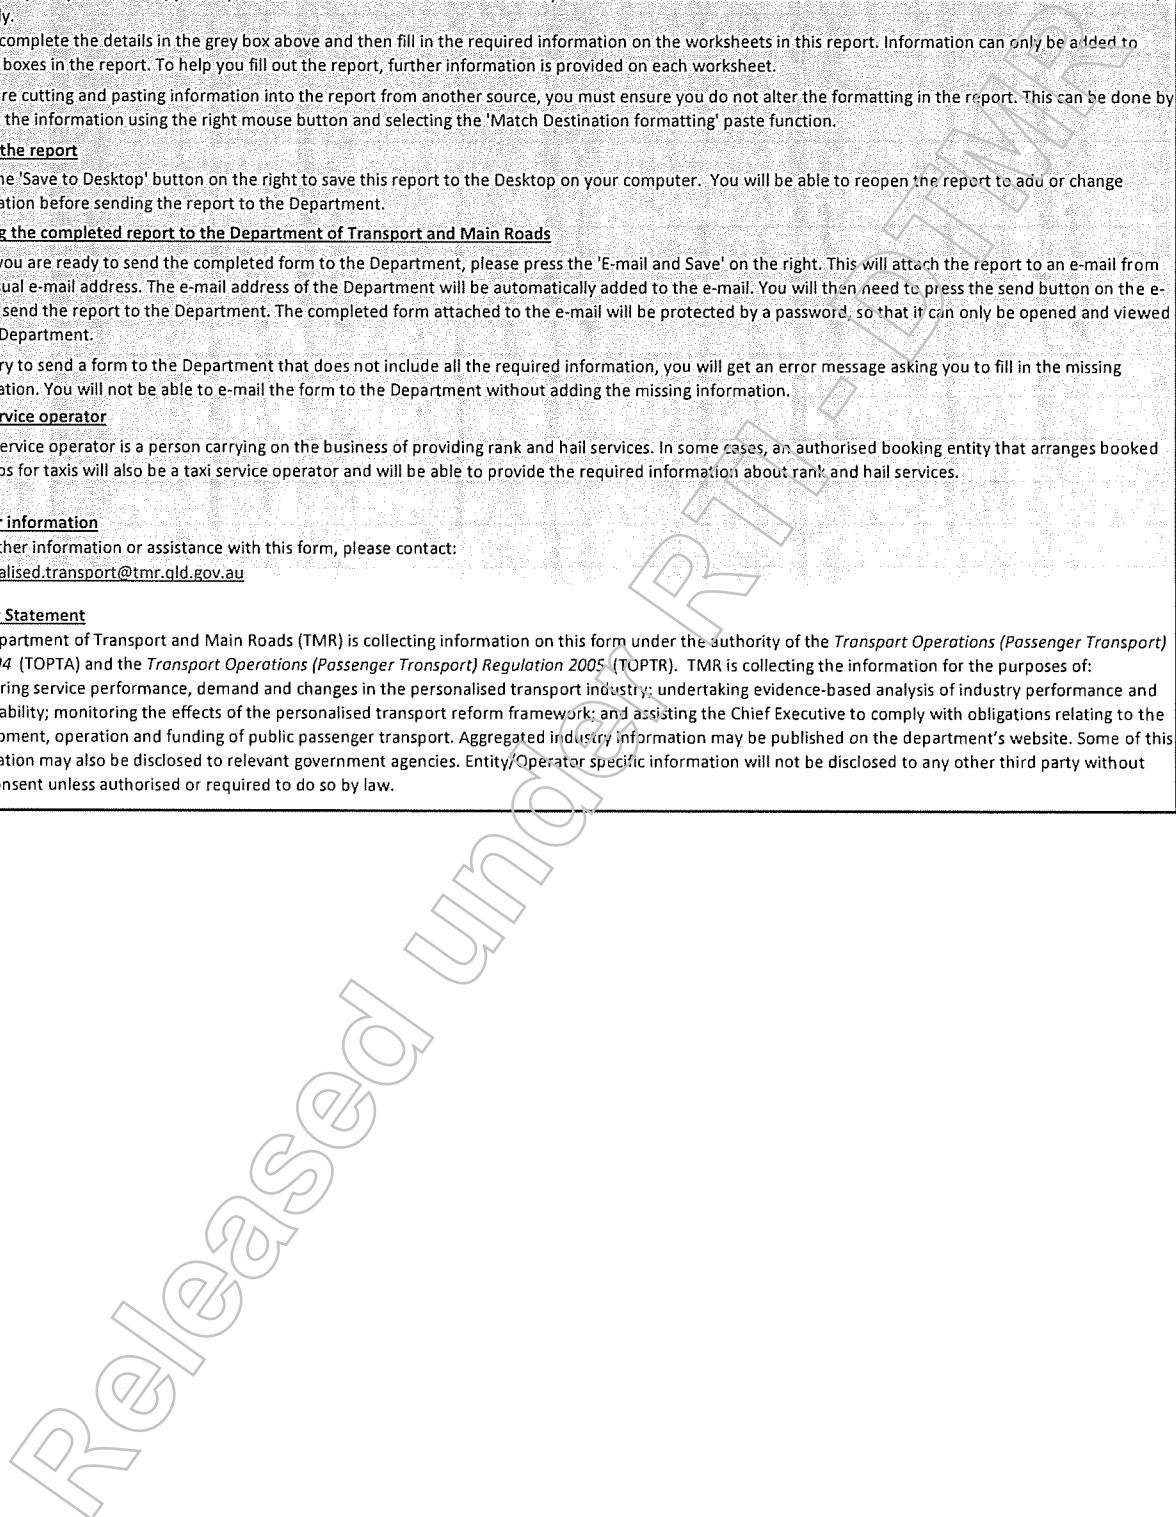 ly.
complete the details in the grey box above and then fill in the required information on the worksheets in this report. Information can only be added to
boxes in the report. To help you fill out the report, further information is provided on each worksheet.
re cutting and pasting information into the report from another source, you must ensure you do not alter the formatting in the report. This can be done by
the information using the right mouse button and selecting the 'Match Destination formatting' paste function.
the report
he 'Save to Desktop' button on the right to save this report to the Desktop on your computer. You will be able to reopen the report to add or change
ation before sending the report to the Department.
g the completed report to the Department of Transport and Main Roads
you are ready to send the completed form to the Department, please press the 'E-mail and Save' on the right. This will attach the report to an e-mail from
ual e-mail address. The e-mail address of the Department will be automatically added to the e-mail. You will then need to press the send button on the e-
send the report to the Department. The completed form attached to the e-mail will be protected by a password, so that it can only be opened and viewed
Department.
ry to send a form to the Department that does not include all the required information, you will get an error message asking you to fill in the missing
ation. You will not be able to e-mail the form to the Department without adding the missing information.
rvice operator
ervice operator is a person carrying on the business of providing rank and hail services. In some cases, an authorised booking entity that arranges booked
os for taxis will also be a taxi service operator and will be able to provide the required information about rank and hail services.
r information
ther information or assistance with this form, please contact:
alised.transport@tmr.qld.gov.au
Statement
partment of Transport and Main Roads (TMR) is collecting information on this form under the authority of the Transport Operations (Passenger Transport)
94 (TOPTA) and the Transport Operations (Passenger Transport) Regulation 2005 (TOPTR). TMR is collecting the information for the purposes of:
ring service performance, demand and changes in the personalised transport industry; undertaking evidence-based analysis of industry performance and
ability; monitoring the effects of the personalised transport reform framework; and assisting the Chief Executive to comply with obligations relating to the
pment, operation and funding of public passenger transport. Aggregated industry information may be published on the department's website. Some of this
ation may also be disclosed to relevant government agencies. Entity/Operator specific information will not be disclosed to any other third party without
onsent unless authorised or required to do so by law.
Released under RTI - DTMR